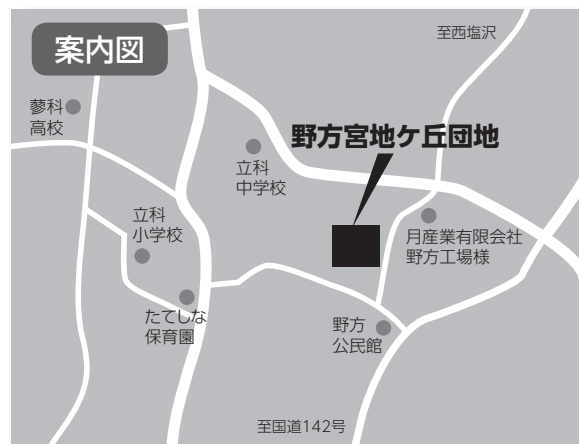 案内図
至西塩沢
蓼科
高校
野方宮地ケ丘団地
立科
中学校
立科
小学校
月産業有限会社
野方工場様
たてしな
保育園
野方
公民館
至国道142号